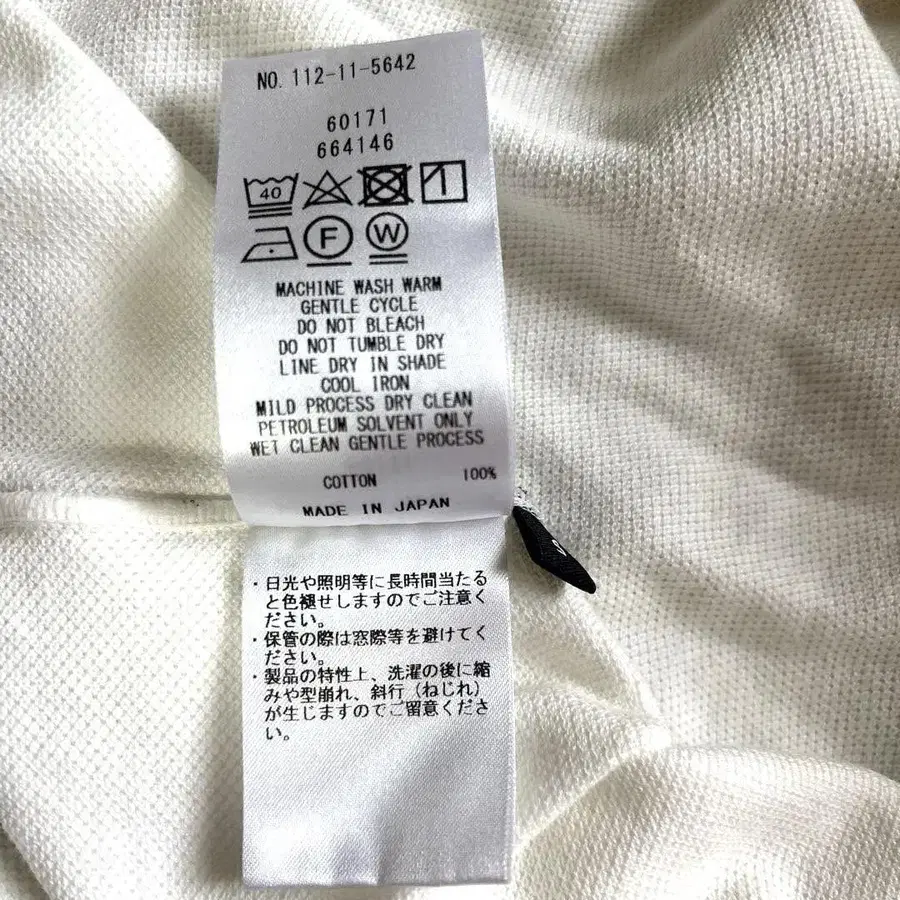 NO. 112-11-5642
60171
664146
40
F
W
MACHINE WASH WARM
GENTLE CYCLE
DO NOT BLEACH
DO NOT TUMBLE DRY
LINE DRY IN SHADE
COOL IRON
MILD PROCESS DRY CLEAN
PETROLEUM SOLVENT ONLY
WET CLEAN GENTLE PROCESS
COTTON 100%
MADE IN JAPAN
・日光や照明等に長時間当たる
と色褪せしますのでご注意く
ださい。
・保管の際は窓際等を避けてく
ださい。
・製品の特性上、洗濯の後に縮
みや型崩れ、斜行（ねじれ）
が生じますのでご留意くださ
い。